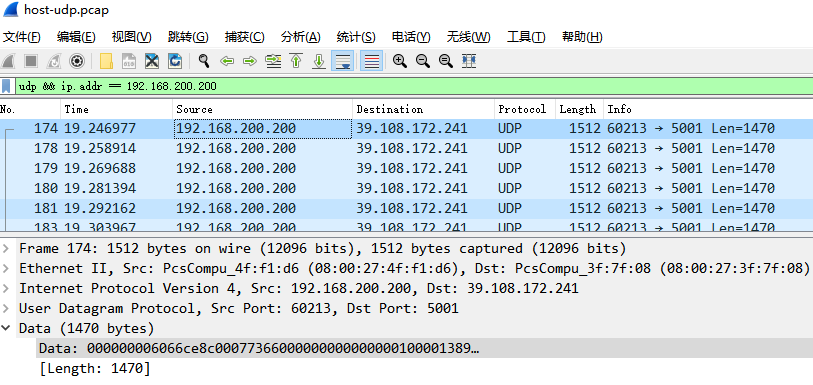 host-udp.pcap
文件(F) 编辑(E) 视图(V) 跳转(G) 捕获(C) 分析(A) 统计(S) 电话(Y) 无线(W) 工具(T) 帮助(H)
udp && ip.addr == 192.168.200.200
No. Time Source Destination Protocol Length Info
174 19.246977 192.168.200.200 39.108.172.241 UDP 1512 60213 → 5001 Len=1470
178 19.258914 192.168.200.200 39.108.172.241 UDP 1512 60213 → 5001 Len=1470
179 19.269688 192.168.200.200 39.108.172.241 UDP 1512 60213 → 5001 Len=1470
180 19.281394 192.168.200.200 39.108.172.241 UDP 1512 60213 → 5001 Len=1470
181 19.292162 192.168.200.200 39.108.172.241 UDP 1512 60213 → 5001 Len=1470
183 19.303967 192.168.200.200 39.108.172.241 UDP 1512 60213 → 5001 Len=1470
Frame 174: 1512 bytes on wire (12096 bits), 1512 bytes captured (12096 bits)
Ethernet II, Src: PcsCompu_4f:f1:d6 (08:00:27:4f:f1:d6), Dst: PcsCompu_3f:7f:08 (08:00:27:3f:7f:08)
Internet Protocol Version 4, Src: 192.168.200.200, Dst: 39.108.172.241
User Datagram Protocol, Src Port: 60213, Dst Port: 5001
Data (1470 bytes)
Data: 000000006066ce8c00077366000000000000000100001389…
[Length: 1470]